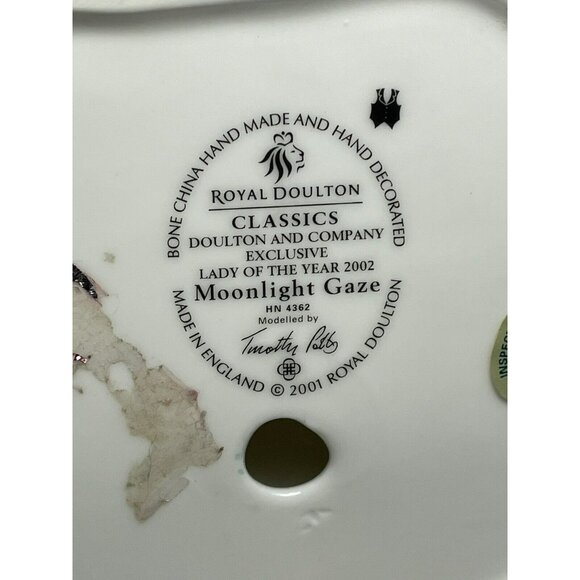 BONE CHINA HAND MADE AND HAND DECORATED
ROYAL DOULTON
CLASSICS
DOULTON AND COMPANY
EXCLUSIVE
LADY OF THE YEAR 2002
Moonlight Gaze
HN 4362
Modelled by
Timothy Potts
MADE IN ENGLAND © 2001 ROYAL DOULTON
INSPEC